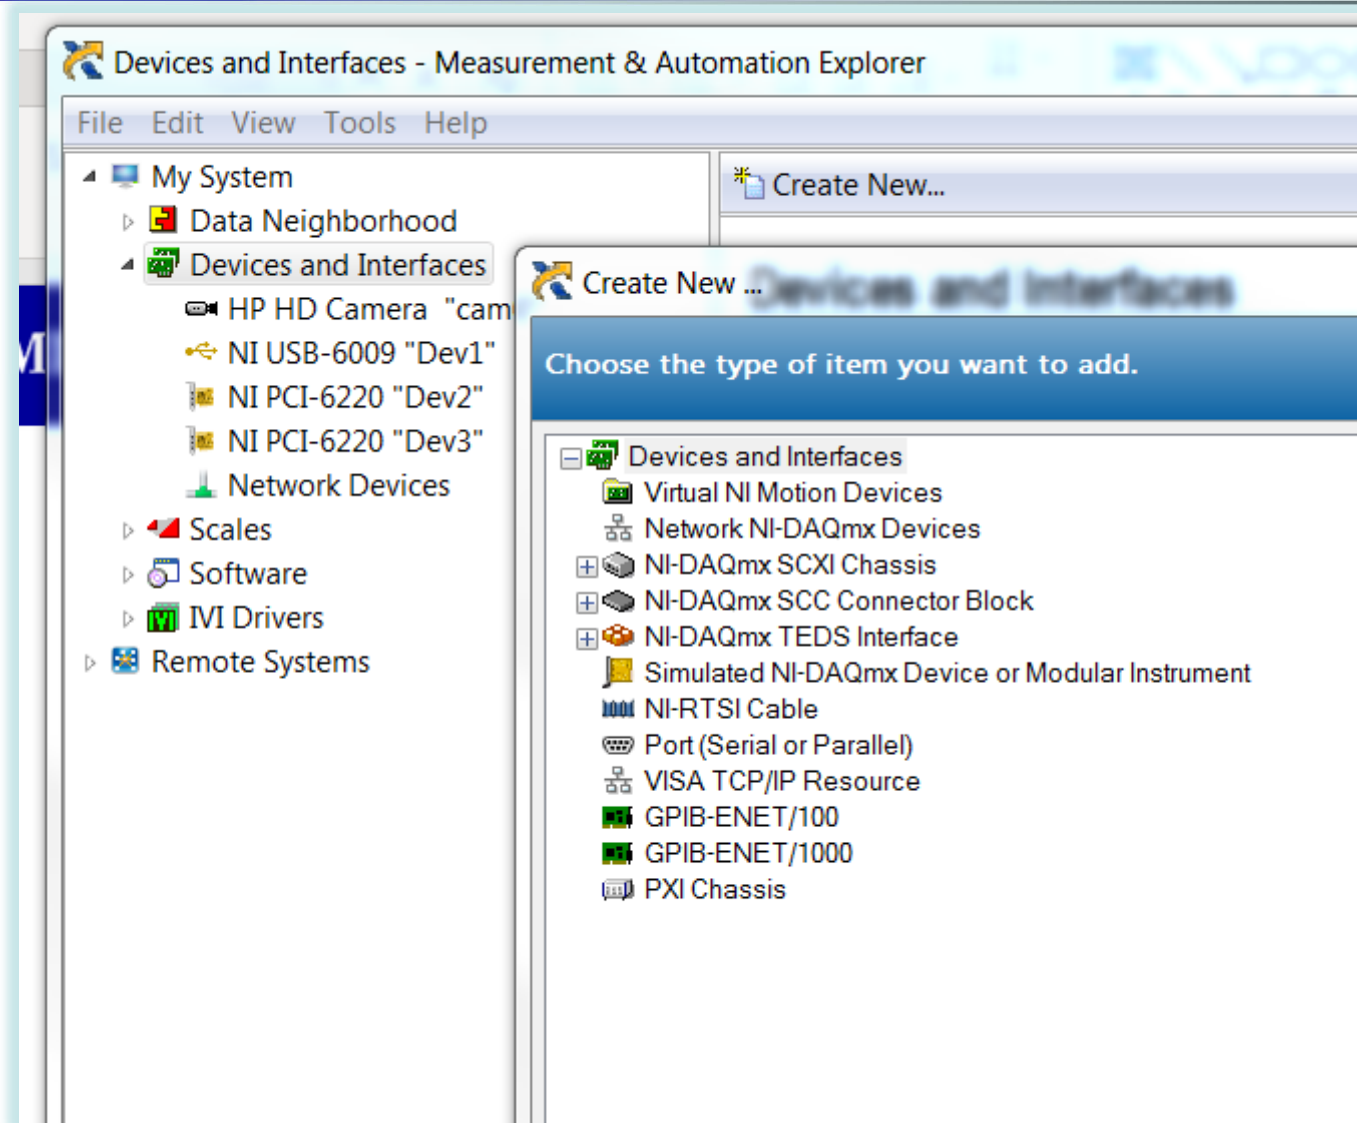 Devices and Interfaces - Measurement & Automation Explorer
File Edit View Tools Help
My System
Data Neighborhood
Devices and Interfaces
HP HD Camera "cam
NI USB-6009 "Dev1"
NI PCI-6220 "Dev2"
NI PCI-6220 "Dev3"
Network Devices
Scales
Software
IVI Drivers
Remote Systems
Create New...
Create New ...
Devices and Interfaces
Choose the type of item you want to add.
Devices and Interfaces
Virtual NI Motion Devices
Network NI-DAQmx Devices
NI-DAQmx SCXI Chassis
NI-DAQmx SCC Connector Block
NI-DAQmx TEDS Interface
Simulated NI-DAQmx Device or Modular Instrument
NI-RTSI Cable
Port (Serial or Parallel)
VISA TCP/IP Resource
GPIB-ENET/100
GPIB-ENET/1000
PXI Chassis